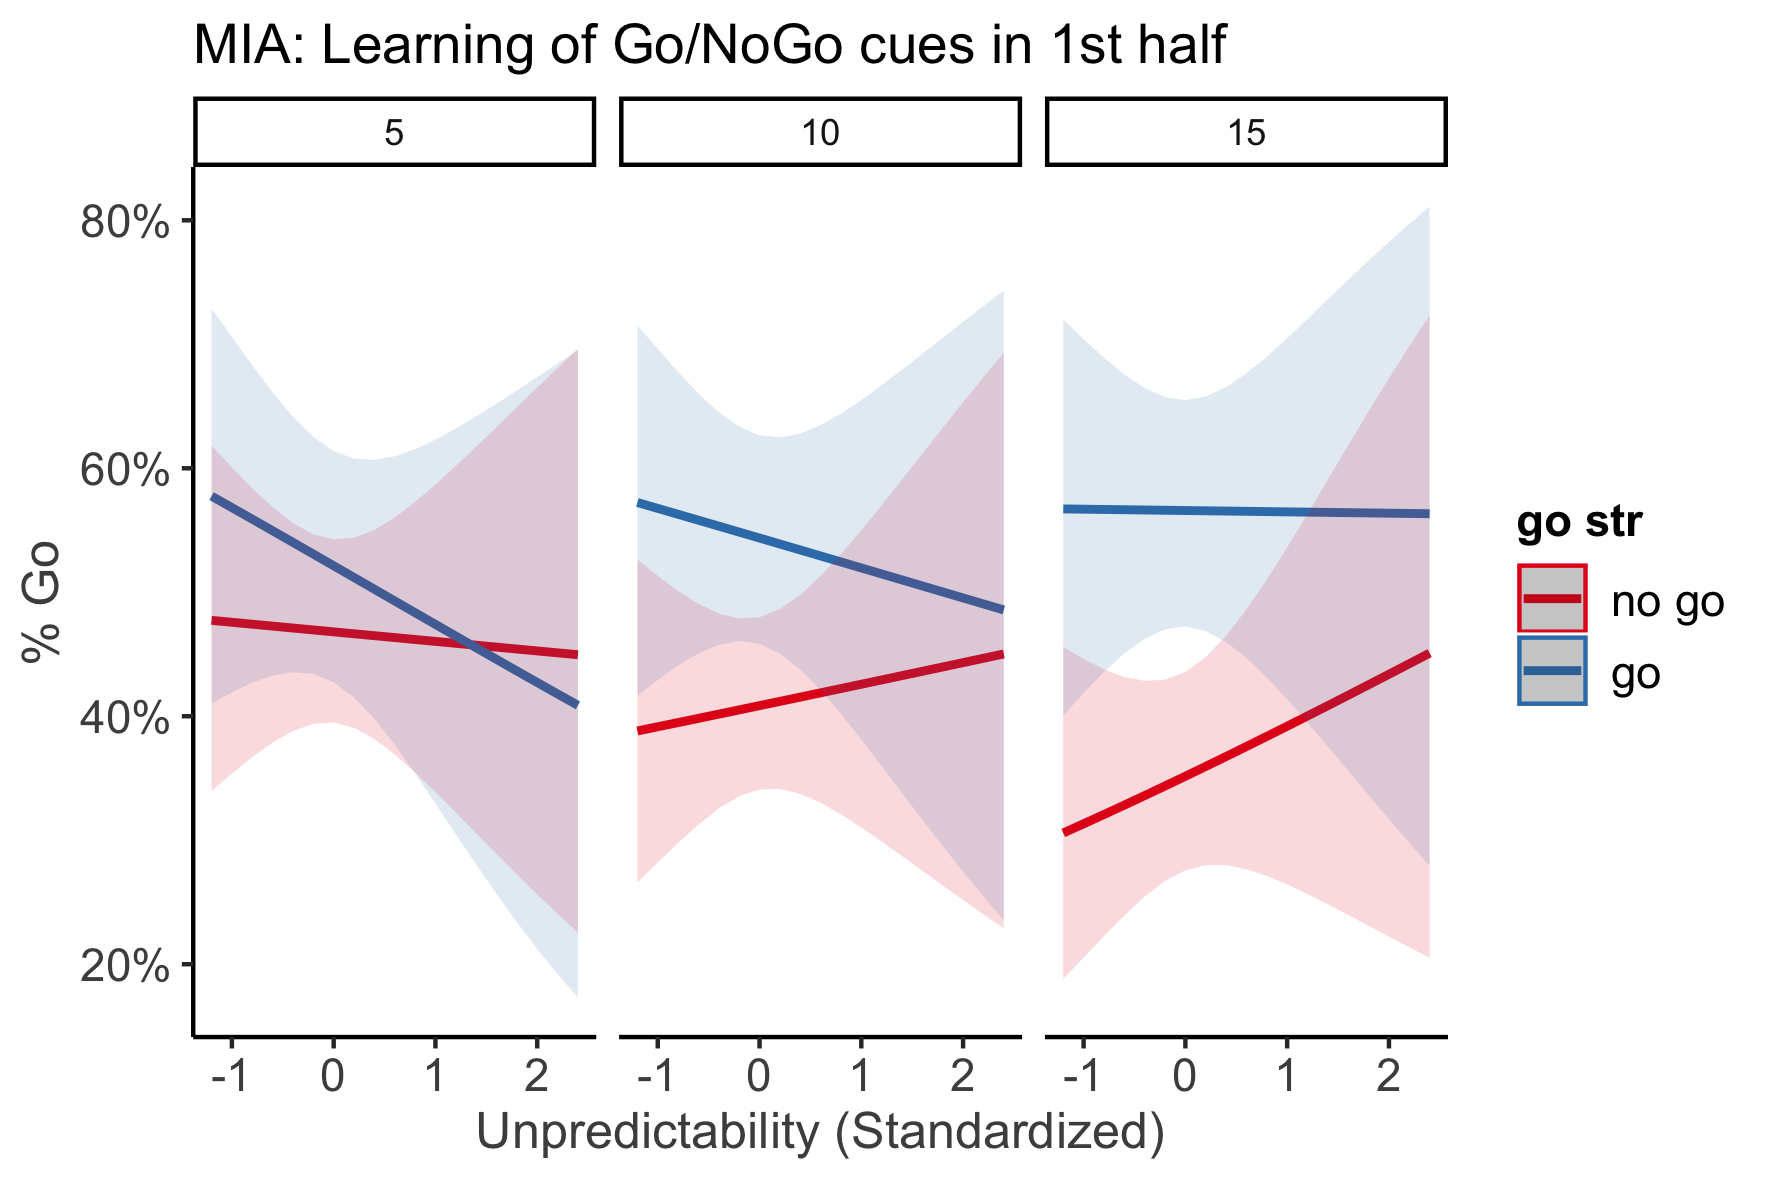 MIA: Learning of Go/NoGo cues in 1st half
5 10 15
80%
60%
40%
20%
% Go
-1 0 1 2 -1 0 1 2 -1 0 1 2
Unpredictability (Standardized)
go str
no go
go